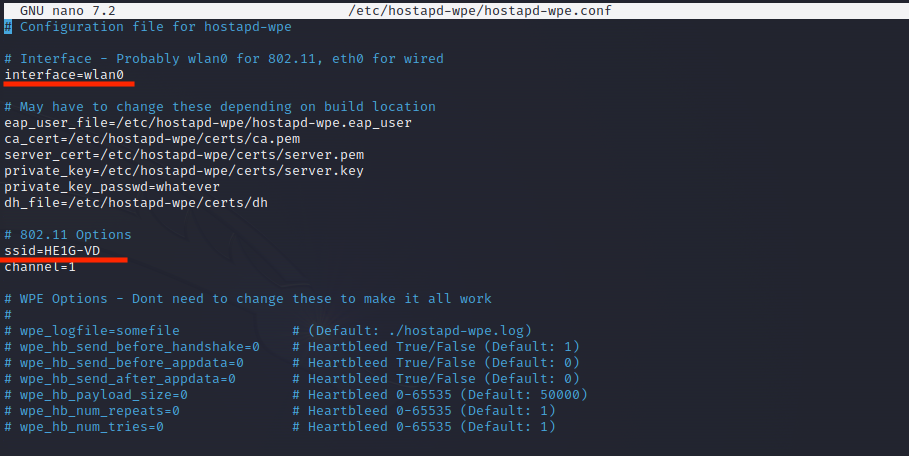 GNU nano 7.2 /etc/hostapd-wpe/hostapd-wpe.conf
# Configuration file for hostapd-wpe
# Interface - Probably wlan0 for 802.11, eth0 for wired
interface=wlan0
# May have to change these depending on build location
eap_user_file=/etc/hostapd-wpe/hostapd-wpe.eap_user
ca_cert=/etc/hostapd-wpe/certs/ca.pem
server_cert=/etc/hostapd-wpe/certs/server.pem
private_key=/etc/hostapd-wpe/certs/server.key
private_key_passwd=whatever
dh_file=/etc/hostapd-wpe/certs/dh
# 802.11 Options
ssid=HE1G-VD
channel=1
# WPE Options - Dont need to change these to make it all work
#
# wpe_logfile=somefile # (Default: ./hostapd-wpe.log)
# wpe_hb_send_before_handshake=0 # Heartbleed True/False (Default: 1)
# wpe_hb_send_before_appdata=0 # Heartbleed True/False (Default: 0)
# wpe_hb_send_after_appdata=0 # Heartbleed True/False (Default: 0)
# wpe_hb_payload_size=0 # Heartbleed 0-65535 (Default: 50000)
# wpe_hb_num_repeats=0 # Heartbleed 0-65535 (Default: 1)
# wpe_hb_num_tries=0 # Heartbleed 0-65535 (Default: 1)